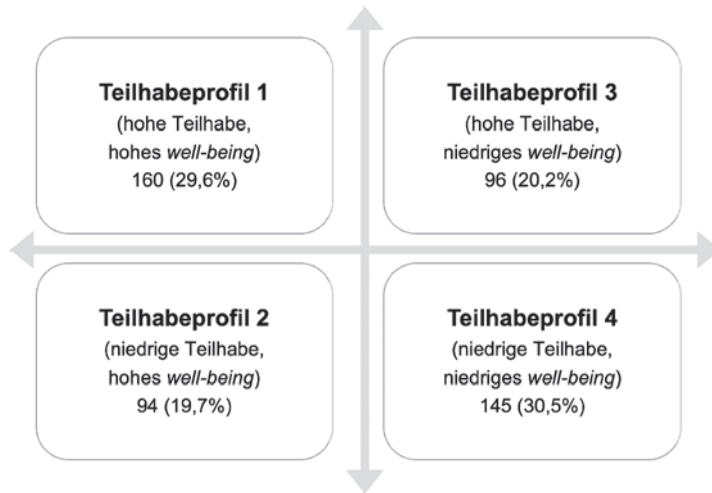 Teilhabeprofil 1
(hohe Teilhabe,
hohes well-being)
160 (29,6%)
Teilhabeprofil 3
(hohe Teilhabe,
niedriges well-being)
96 (20,2%)
Teilhabeprofil 2
(niedrige Teilhabe,
hohes well-being)
94 (19,7%)
Teilhabeprofil 4
(niedrige Teilhabe,
niedriges well-being)
145 (30,5%)